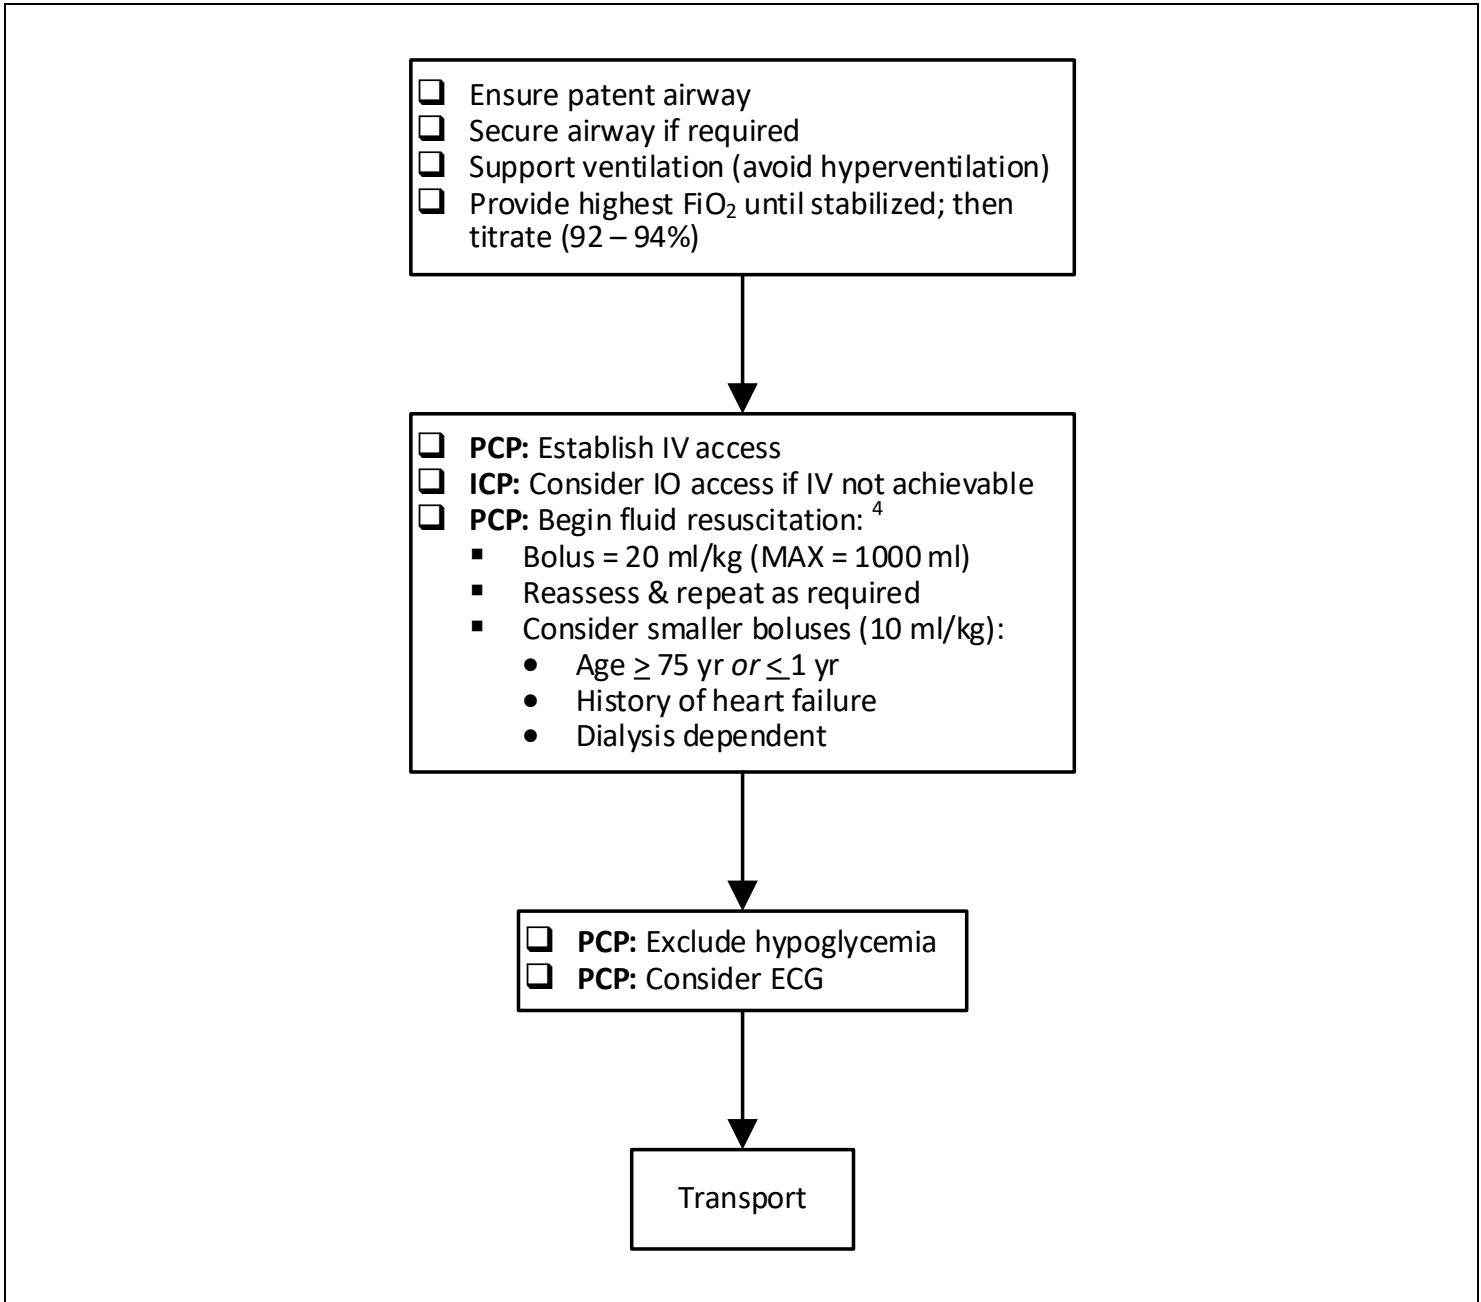 ❑ Ensure patent airway
❑ Secure airway if required
❑ Support ventilation (avoid hyperventilation)
❑ Provide highest FiO₂ until stabilized; then
titrate (92 – 94%)
❑ PCP: Establish IV access
❑ ICP: Consider IO access if IV not achievable
❑ PCP: Begin fluid resuscitation: ⁴
▪ Bolus = 20 ml/kg (MAX = 1000 ml)
▪ Reassess & repeat as required
▪ Consider smaller boluses (10 ml/kg):
• Age ≥ 75 yr or ≤ 1 yr
• History of heart failure
• Dialysis dependent
❑ PCP: Exclude hypoglycemia
❑ PCP: Consider ECG
Transport